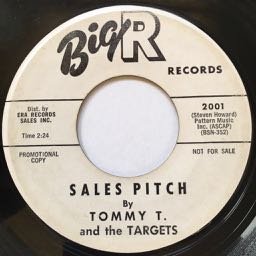 Big R
RECORDS
Dist. by
ERA RECORDS
SALES INC.
Time: 2:24
PROMOTIONAL
COPY
2001
(Steven Howard)
Pattern Music
Inc. (ASCAP)
(BSN-352)
NOT FOR SALE
SALES PITCH
By
TOMMY T.
and the TARGETS